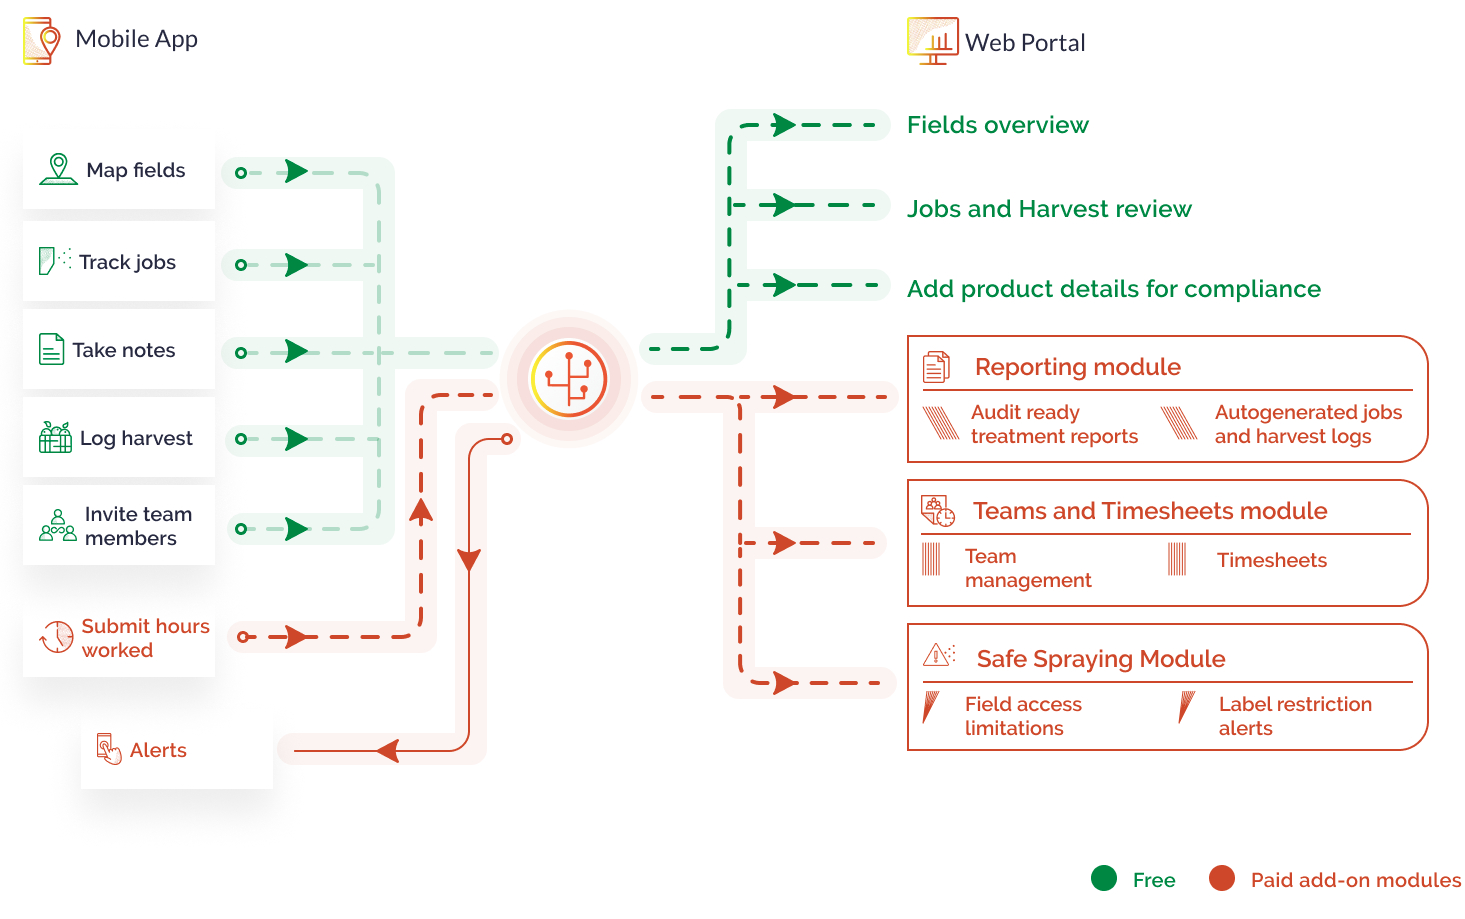 Mobile App
Map fields
Track jobs
Take notes
Log harvest
Invite team
members
Submit hours
worked
Alerts
Web Portal
Fields overview
Jobs and Harvest review
Add product details for compliance
Reporting module
Audit ready
treatment reports
Autogenerated jobs
and harvest logs
Teams and Timesheets module
Team
management
Timesheets
Safe Spraying Module
Field access
limitations
Label restriction
alerts
Free
Paid add-on modules